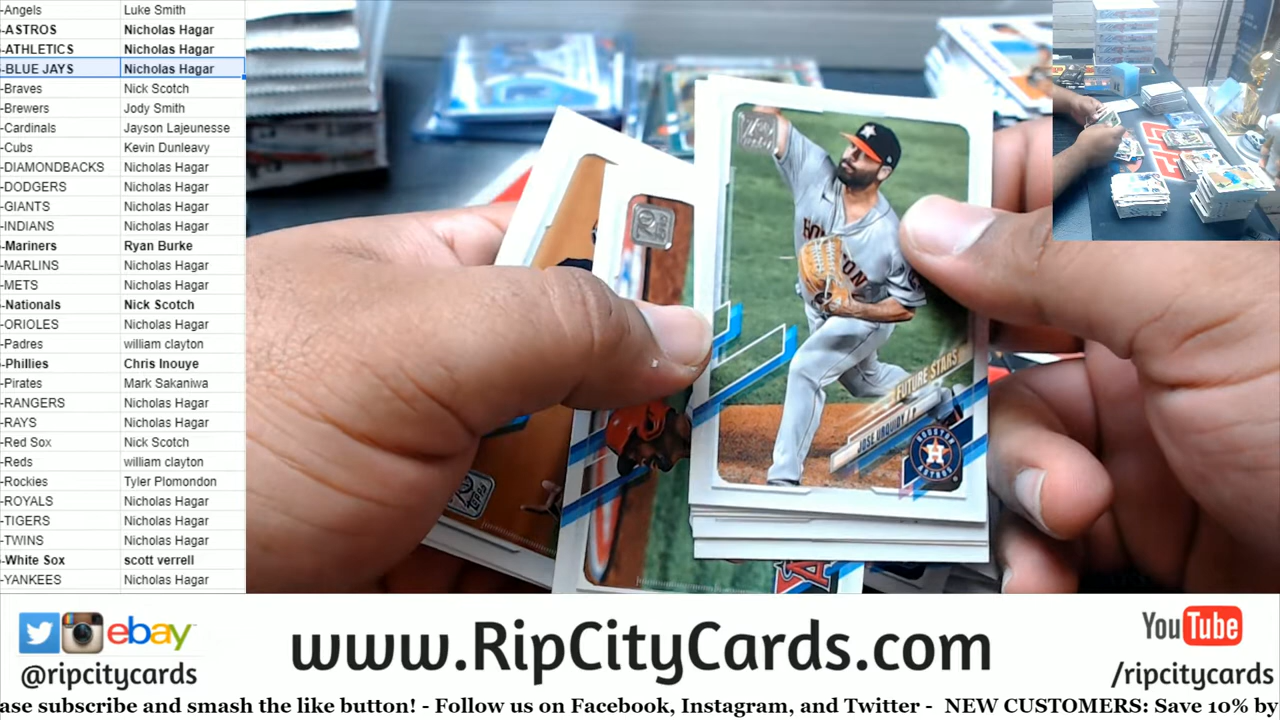 -Angels Luke Smith
-ASTROS Nicholas Hagar
-ATHLETICS Nicholas Hagar
-BLUE JAYS Nicholas Hagar
-Braves Nick Scotch
-Brewers Jody Smith
-Cardinals Jayson Lajeunesse
-Cubs Kevin Dunleavy
-DIAMONDBACKS Nicholas Hagar
-DODGERS Nicholas Hagar
-GIANTS Nicholas Hagar
-INDIANS Nicholas Hagar
-Mariners Ryan Burke
-MARLINS Nicholas Hagar
-METS Nicholas Hagar
-Nationals Nick Scotch
-ORIOLES Nicholas Hagar
-Padres william clayton
-Phillies Chris Inouye
-Pirates Mark Sakaniwa
-RANGERS Nicholas Hagar
-RAYS Nicholas Hagar
-Red Sox Nick Scotch
-Reds william clayton
-Rockies Tyler Plomondon
-ROYALS Nicholas Hagar
-TIGERS Nicholas Hagar
-TWINS Nicholas Hagar
-White Sox scott verrell
-YANKEES Nicholas Hagar
FUTURE STARS
JOSE URQUIDY / P
HOUSTON
ASTROS
Topps
ebay
@ripcitycards
www.RipCityCards.com
YouTube
/ripcitycards
ase subscribe and smash the like button! - Follow us on Facebook, Instagram, and Twitter - NEW CUSTOMERS: Save 10% by